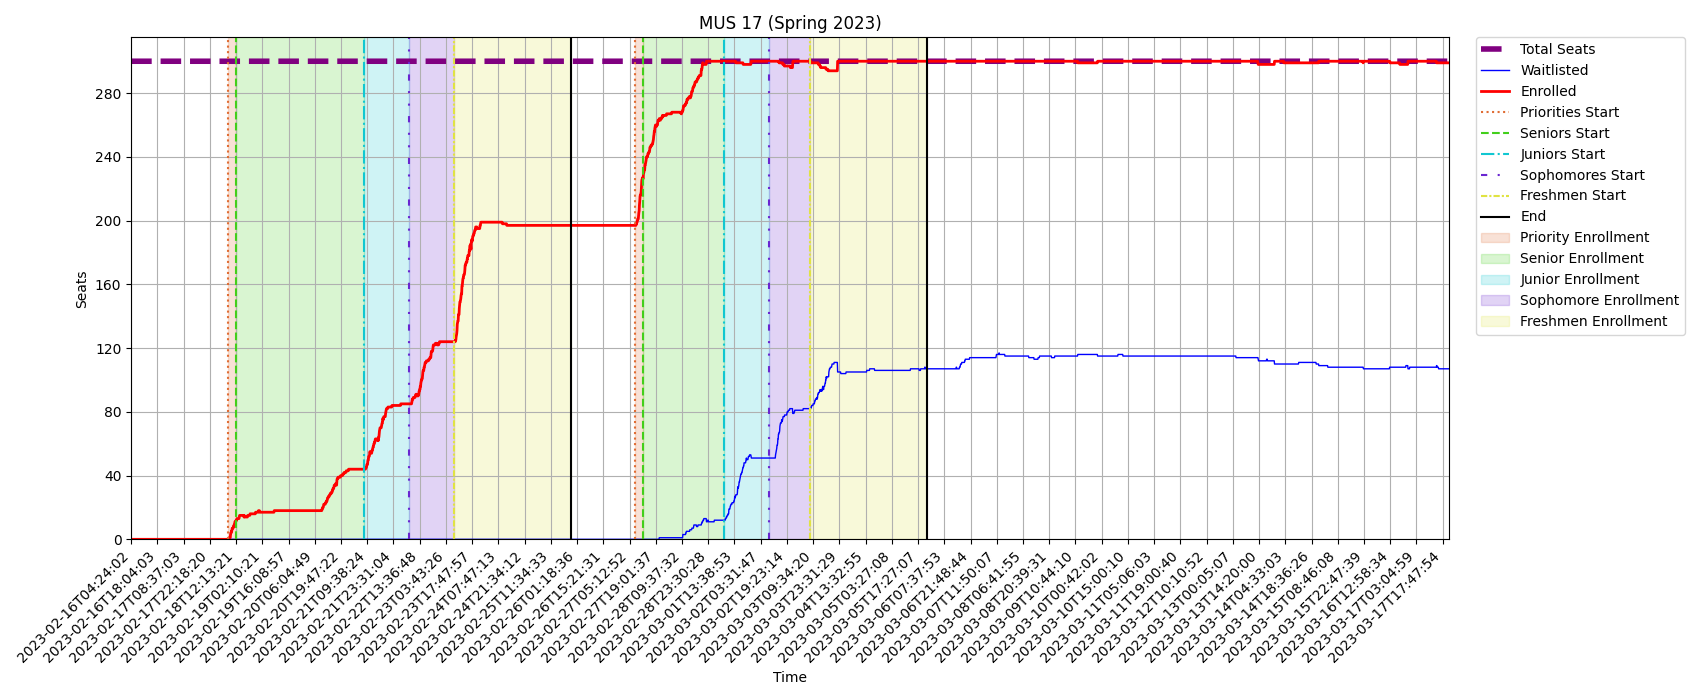 MUS 17 (Spring 2023)
Seats
280
240
200
160
120
80
40
0
2023-02-16T04:24:02
2023-02-16T18:04:03
2023-02-17T08:37:03
2023-02-17T22:18:20
2023-02-18T12:13:21
2023-02-19T02:10:21
2023-02-19T16:08:57
2023-02-20T06:04:49
2023-02-20T19:47:22
2023-02-21T09:38:24
2023-02-21T23:31:04
2023-02-22T13:36:48
2023-02-23T03:43:26
2023-02-23T17:47:57
2023-02-24T07:47:13
2023-02-24T21:34:12
2023-02-25T11:34:33
2023-02-26T01:18:36
2023-02-26T15:21:31
2023-02-27T05:12:52
2023-02-27T19:01:37
2023-02-28T09:37:32
2023-02-28T23:30:28
2023-03-01T13:38:53
2023-03-02T03:31:47
2023-03-02T19:23:14
2023-03-03T09:34:20
2023-03-03T23:31:29
2023-03-04T13:32:55
2023-03-05T03:27:08
2023-03-05T17:27:07
2023-03-06T07:37:53
2023-03-06T21:48:44
2023-03-07T11:50:07
2023-03-08T06:41:55
2023-03-08T20:39:31
2023-03-09T10:44:10
2023-03-10T00:42:02
2023-03-10T15:00:10
2023-03-11T05:06:03
2023-03-11T19:00:40
2023-03-12T10:10:52
2023-03-13T00:05:07
2023-03-13T14:20:00
2023-03-14T04:33:03
2023-03-14T18:36:26
2023-03-15T08:46:08
2023-03-15T22:47:39
2023-03-16T12:58:34
2023-03-17T03:04:59
2023-03-17T17:47:54
Time
Total Seats
Waitlisted
Enrolled
Priorities Start
Seniors Start
Juniors Start
Sophomores Start
Freshmen Start
End
Priority Enrollment
Senior Enrollment
Junior Enrollment
Sophomore Enrollment
Freshmen Enrollment